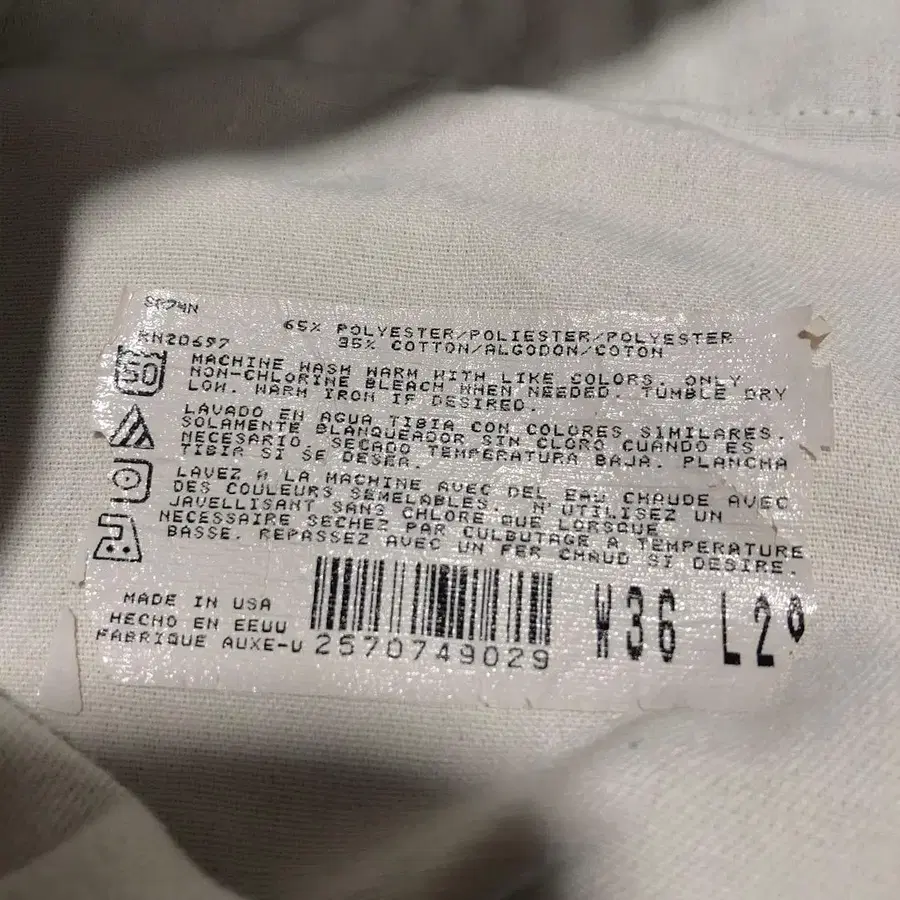 65% POLYESTER/POLIESTER/POLYESTER
35% COTTON/ALGODON/COTON
RN20697
MACHINE WASH WARM WITH LIKE COLORS. ONLY
NON-CHLORINE BLEACH WHEN NEEDED. TUMBLE DRY
LOW. WARM IRON IF DESIRED.
50
LAVADO EN AGUA TIBIA CON COLORES SIMILARES.
SOLAMENTE BLANQUEADOR SIN CLORO CUANDO ES
NECESARIO. SECADO TEMPERATURA BAJA. PLANCHA
TIBIA SI SE DESEA.
LAVEZ A LA MACHINE AVEC DEL EAU CHAUDE AVEC
DES COULEURS SEMELABLES. N'UTILISEZ UN
JAVELLISANT SANS CHLORE QUE LORSQUE
NECESSAIRE SECHEZ PAR CULBUTAGE A TEMPERATURE
BASSE. REPASSEZ AVEC UN FER CHAUD SI DESIRE.
MADE IN USA
HECHO EN EEUU
FABRIQUE AUXE-U
2570749029
W36 L29